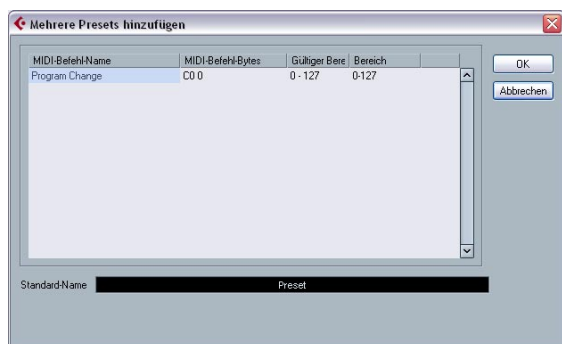 Mehrere Presets hinzufügen
MIDI-Befehl-Name MIDI-Befehl-Bytes Gültiger Bere Bereich
Program Change C0 0 0 - 127 0-127
OK
Abbrechen
Standard-Name Preset